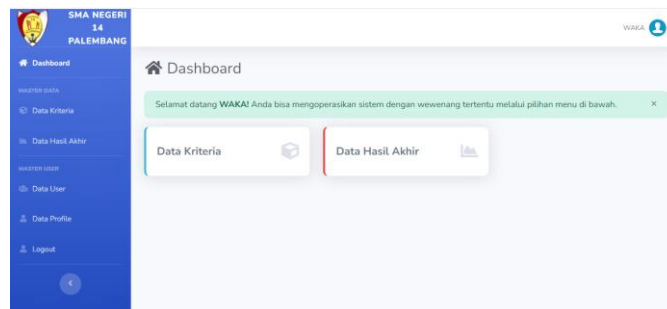 SMA NEGERI
14
PALEMBANG
WAKA
Dashboard
MASTER DATA
Data Kriteria
Data Hasil Akhir
MASTER USER
Data User
Data Profile
Logout
Dashboard
Selamat datang WAKA! Anda bisa mengoperasikan sistem dengan wewenang tertentu melalui pilihan menu di bawah. ×
Data Kriteria
Data Hasil Akhir